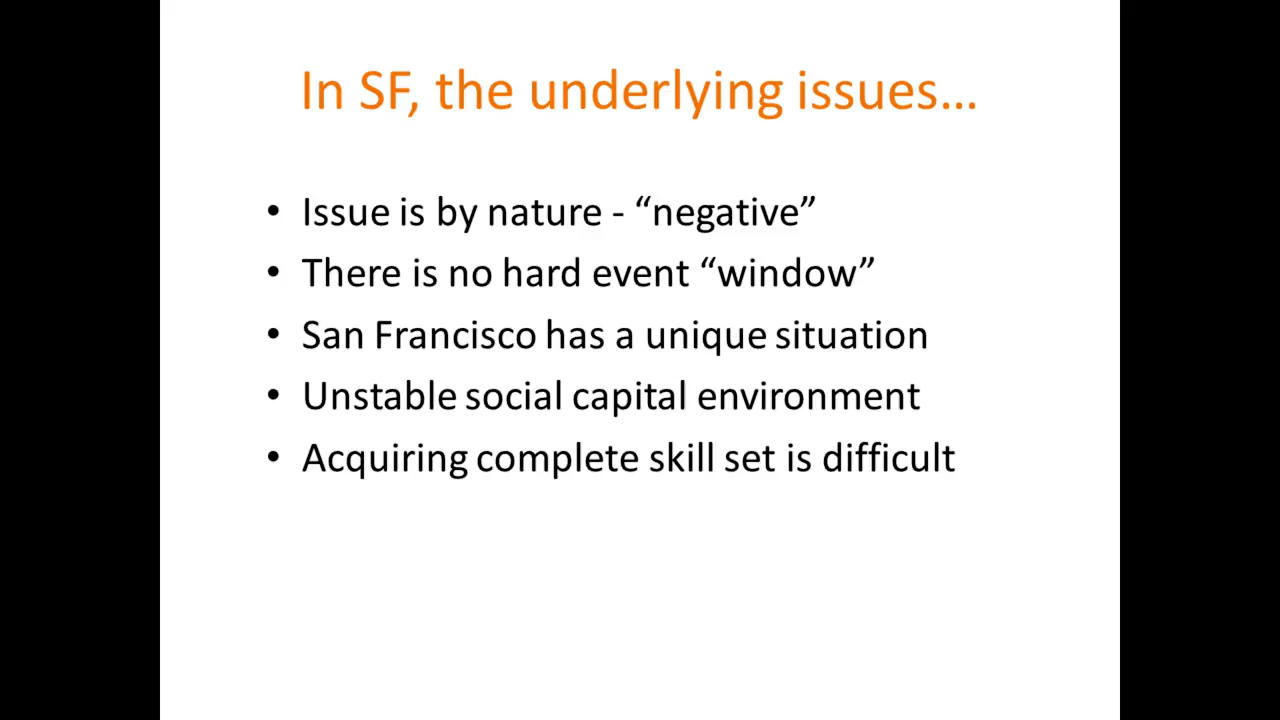 In SF, the underlying issues…
• Issue is by nature - “negative”
• There is no hard event “window”
• San Francisco has a unique situation
• Unstable social capital environment
• Acquiring complete skill set is difficult